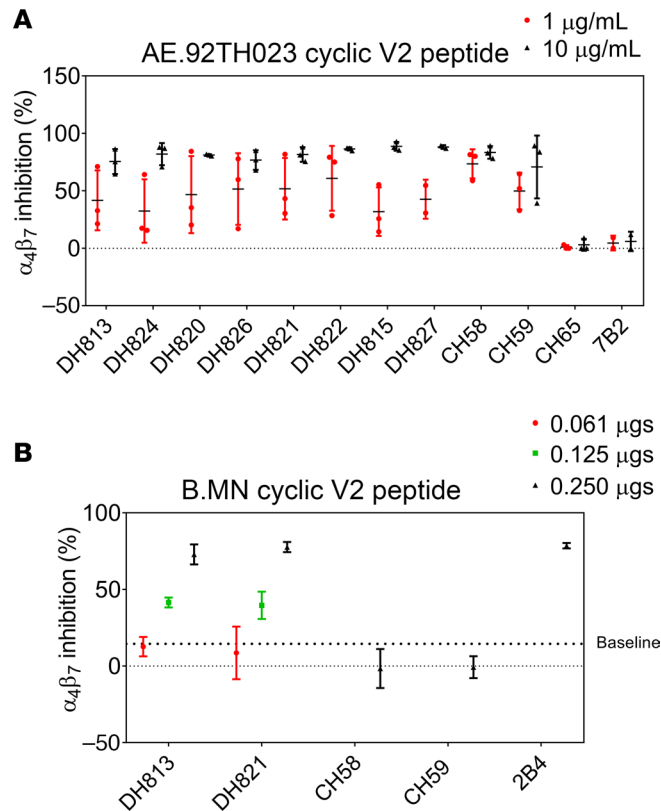 A
1 μg/mL
10 μg/mL
AE.92TH023 cyclic V2 peptide
α4β7 inhibition (%)
150
100
50
0
–50
DH813
DH824
DH820
DH826
DH821
DH822
DH815
DH827
CH58
CH59
CH65
7B2
B
0.061 μgs
0.125 μgs
0.250 μgs
B.MN cyclic V2 peptide
α4β7 inhibition (%)
100
50
0
–50
Baseline
DH813
DH821
CH58
CH59
2B4